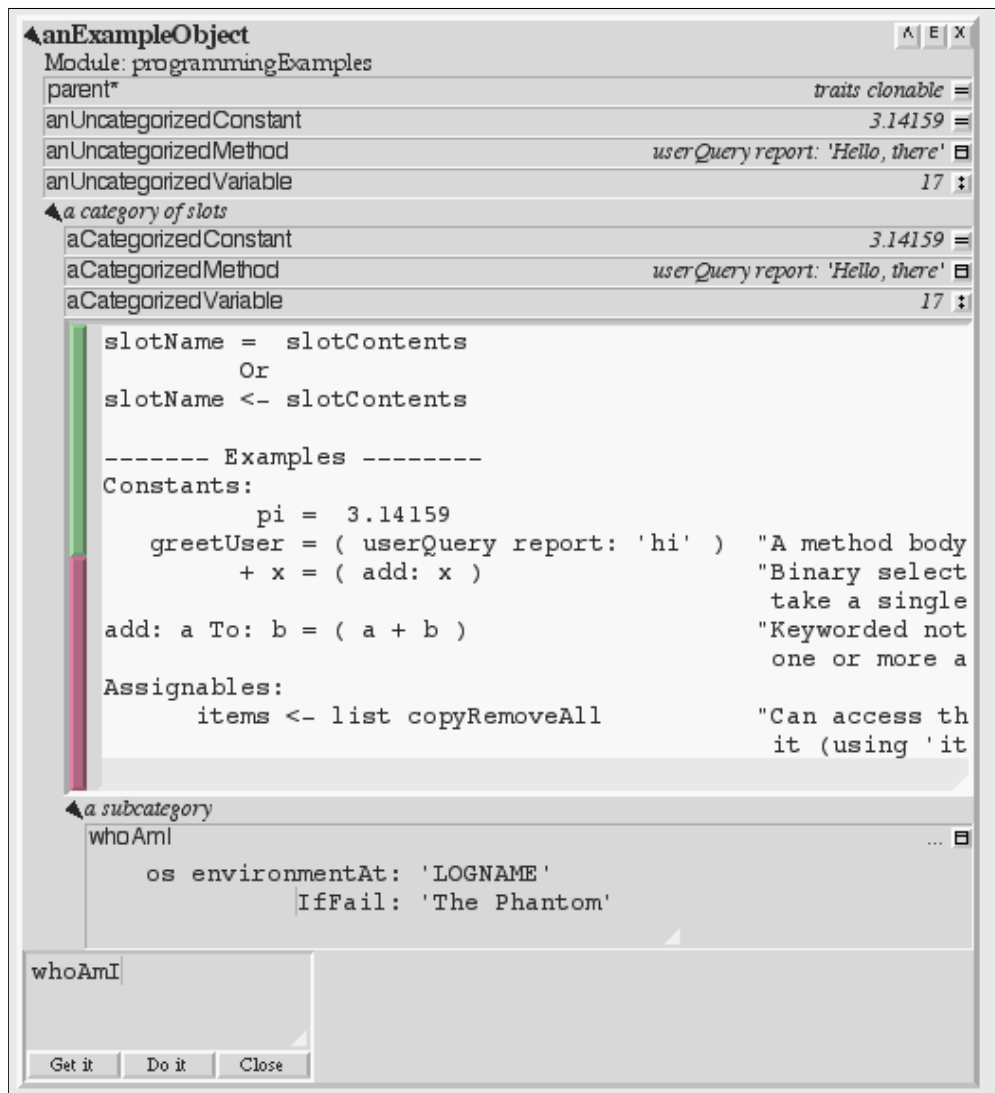 anExampleObject
Module: programmingExamples
parent* traits clonable =
anUncategorizedConstant 3.14159 =
anUncategorizedMethod userQuery report: 'Hello, there'
anUncategorizedVariable 17
a category of slots
aCategorizedConstant 3.14159 =
aCategorizedMethod userQuery report: 'Hello, there'
aCategorizedVariable 17
slotName =  slotContents
Or
slotName <- slotContents
------- Examples --------
Constants:
pi =  3.14159
greetUser = ( userQuery report: 'hi' )  "A method body
+ x = ( add: x )  "Binary select
take a single
add: a To: b = ( a + b )  "Keyworded not
one or more a
Assignables:
items <- list copyRemoveAll  "Can access th
it (using 'it
a subcategory
whoAmI ...
os environmentAt: 'LOGNAME'
IfFail: 'The Phantom'
whoAmI
Get it Do it Close